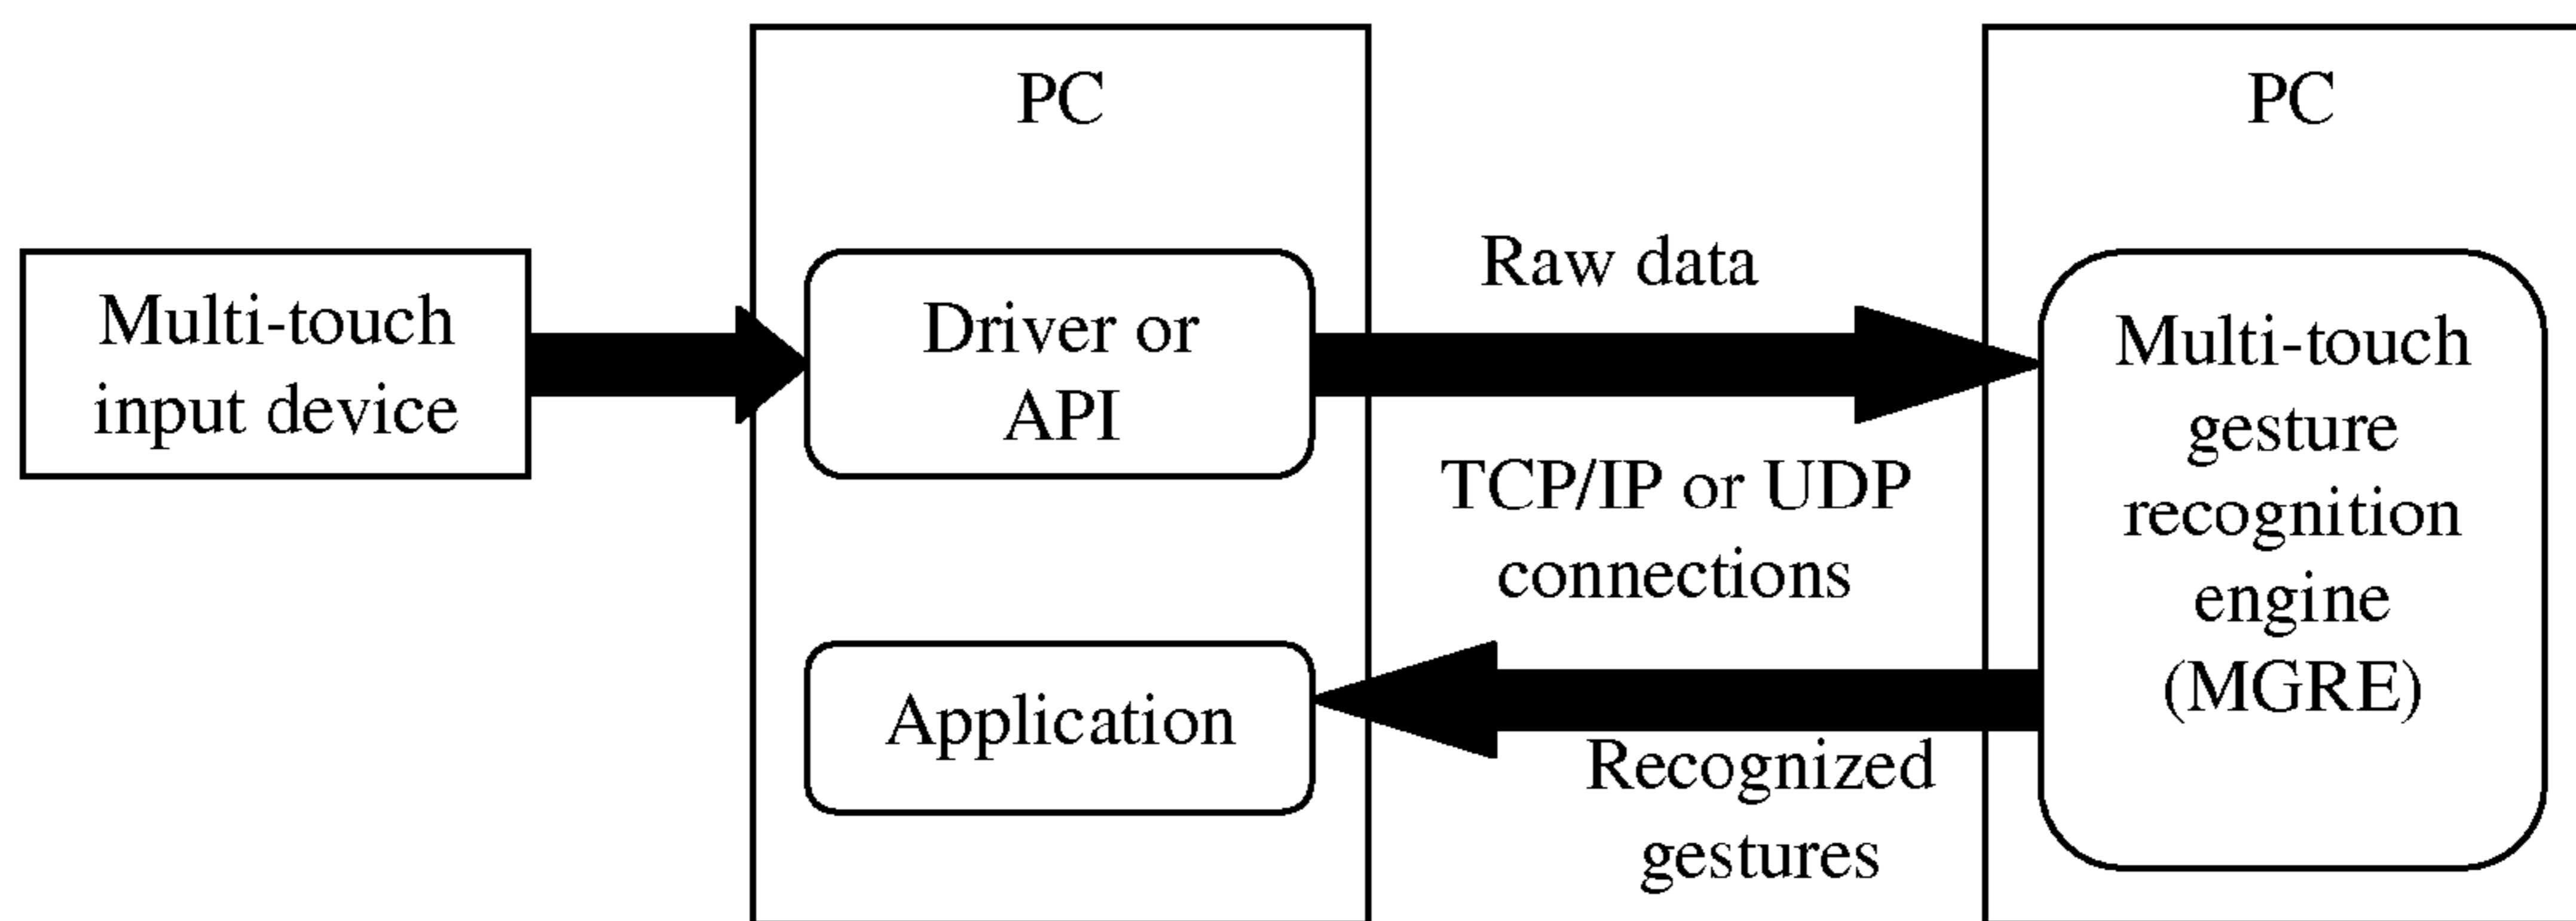 PC
PC
Multi-touch
input device
Driver or
API
Raw data
TCP/IP or UDP
connections
Application
Recognized
gestures
Multi-touch
gesture
recognition
engine
(MGRE)